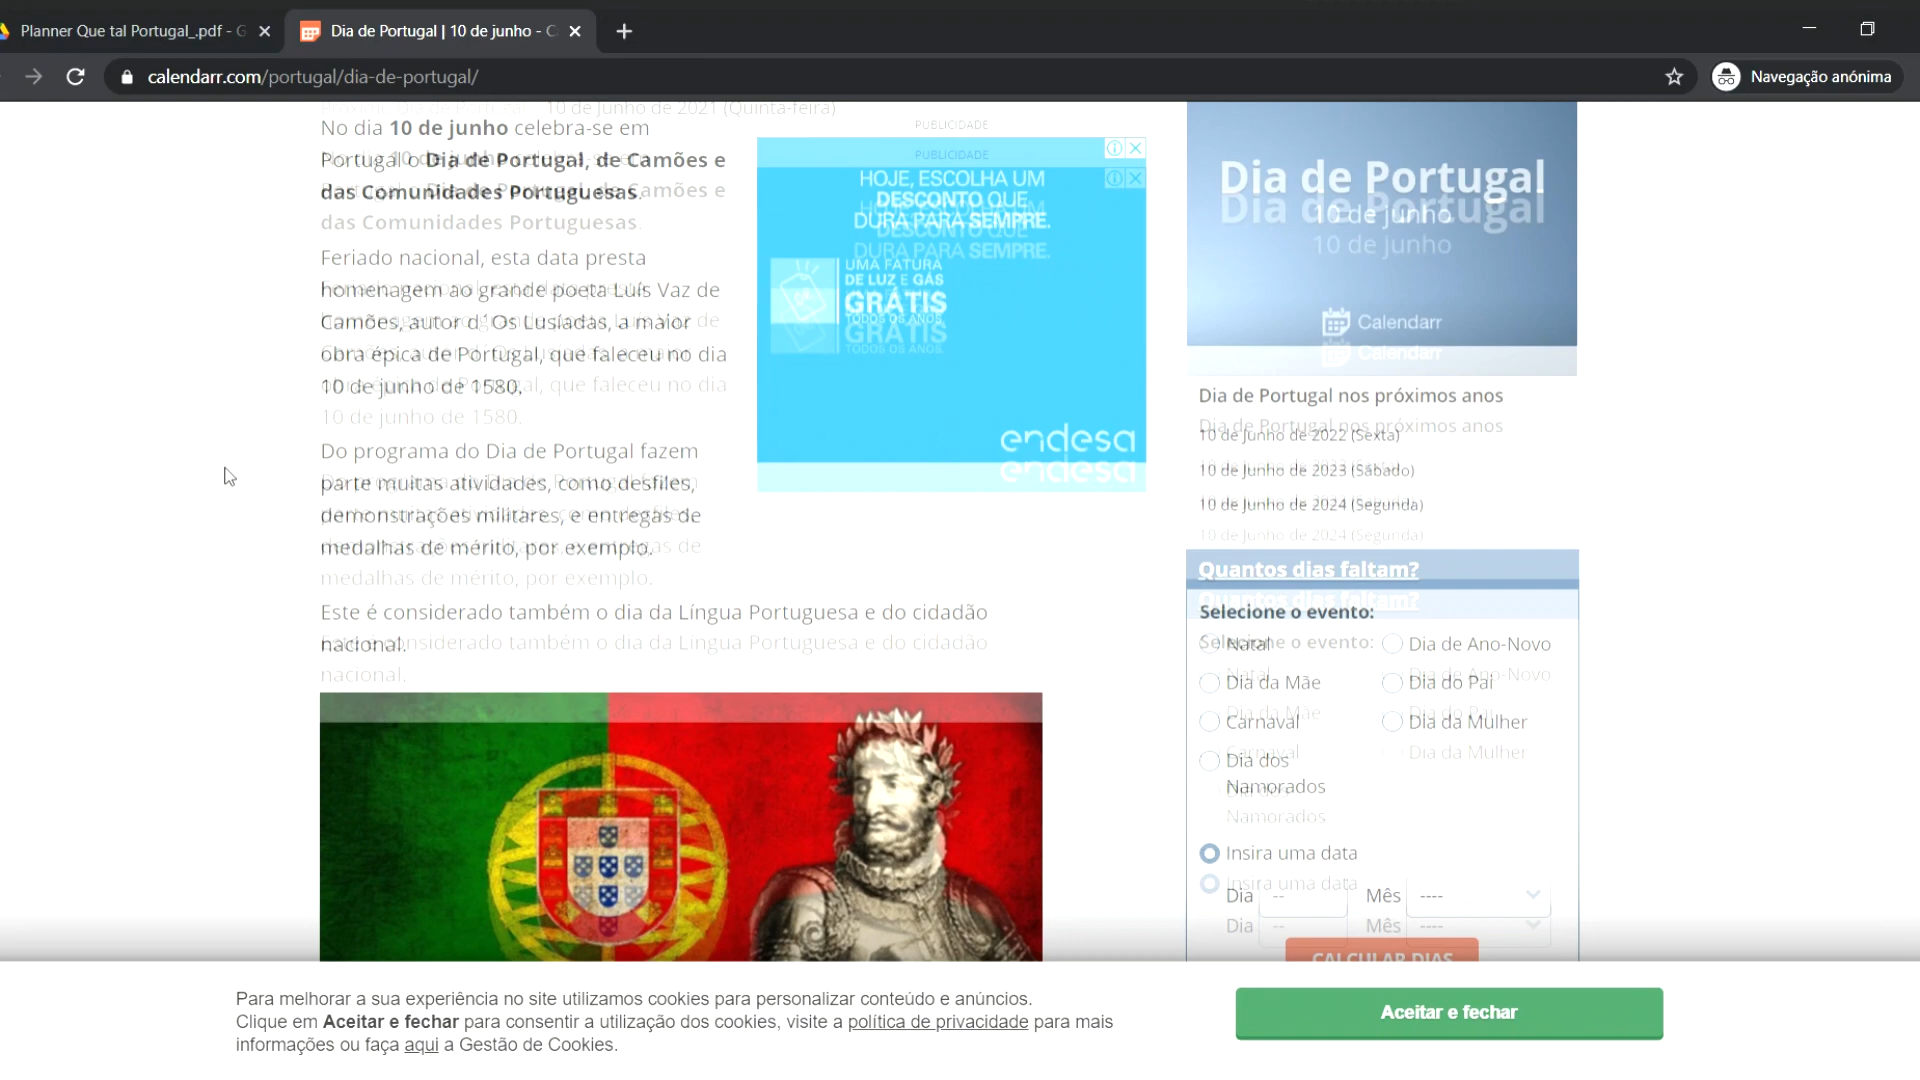 Planner Que tal Portugal_.pdf - G
Dia de Portugal | 10 de junho - C
calendarr.com/portugal/dia-de-portugal/
Navegação anónima
10 de Junho de 2021 (Quinta-feira)
No dia 10 de junho celebra-se em
Portugal o Dia de Portugal, de Camões e
das Comunidades Portuguesas.
Feriado nacional, esta data presta
homenagem ao grande poeta Luís Vaz de
Camões, autor d´Os Lusíadas, a maior
obra épica de Portugal, que faleceu no dia
10 de junho de 1580.
Do programa do Dia de Portugal fazem
parte muitas atividades, como desfiles,
demonstrações militares, e entregas de
medalhas de mérito, por exemplo.
Este é considerado também o dia da Língua Portuguesa e do cidadão
nacional.
PUBLICIDADE
HOJE, ESCOLHA UM
DESCONTO QUE
DURA PARA SEMPRE.
UMA FATURA
DE LUZ E GÁS
GRÁTIS
TODOS OS ANOS.
endesa
Dia de Portugal
10 de junho
Calendarr
Dia de Portugal nos próximos anos
10 de Junho de 2022 (Sexta)
10 de Junho de 2023 (Sábado)
10 de Junho de 2024 (Segunda)
Quantos dias faltam?
Selecione o evento:
Natal
Dia de Ano-Novo
Dia da Mãe
Dia do Pai
Carnaval
Dia da Mulher
Dia dos
Namorados
Insira uma data
Dia -- Mês ----
CALCULAR DIAS
Para melhorar a sua experiência no site utilizamos cookies para personalizar conteúdo e anúncios.
Clique em Aceitar e fechar para consentir a utilização dos cookies, visite a política de privacidade para mais
informações ou faça aqui a Gestão de Cookies.
Aceitar e fechar